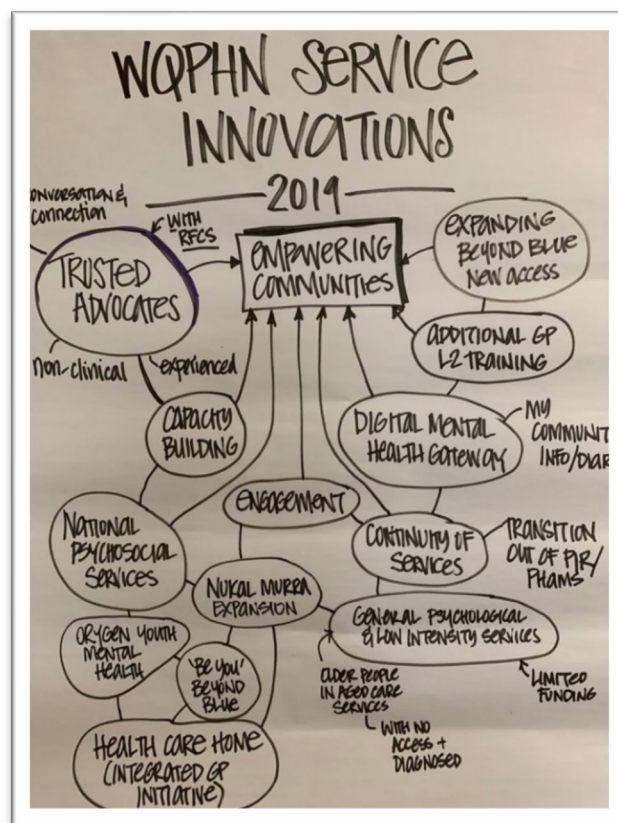 WQPHN SERVICE
INNOVATIONS
2019
ONVERSATION &
connection
WITH
RFCS
TRUSTED
ADVOCATES
non-clinical
experienced
EMPOWERING
COMMUNITIES
EXPANDING
BEYOND BLUE
NEW ACCESS
ADDITIONAL GP
L2 TRAINING
CAPACITY
BUILDING
DIGITAL MENTAL
HEALTH GATEWAY
MY
COMMUNIT
INFO/DIAR
ENGAGEMENT
NATIONAL
PSYCHOSOCIAL
SERVICES
CONTINUITY OF
SERVICES
TRANSITION
OUT OF PIR/
PHAMS
NUKAL MURRA
EXPANSION
GENERAL PSYCHOLOGICAL
& LOW INTENSITY SERVICES
ORYGEN YOUTH
MENTAL
HEALTH
'BE YOU'
BEYOND
BLUE
OLDER PEOPLE
IN AGED CARE
SERVICES
WITH NO
ACCESS +
DIAGNOSED
LIMITED
FUNDING
HEALTH CARE HOME
(INTEGRATED GP
INITIATIVE)